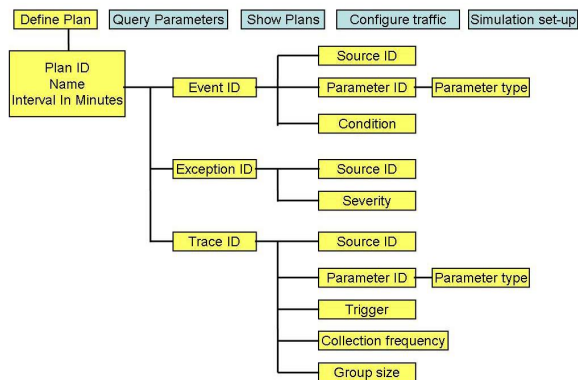 Define Plan
Query Parameters
Show Plans
Configure traffic
Simulation set-up
Plan ID
Name
Interval In Minutes
Event ID
Source ID
Parameter ID
Parameter type
Condition
Exception ID
Source ID
Severity
Trace ID
Source ID
Parameter ID
Parameter type
Trigger
Collection frequency
Group size